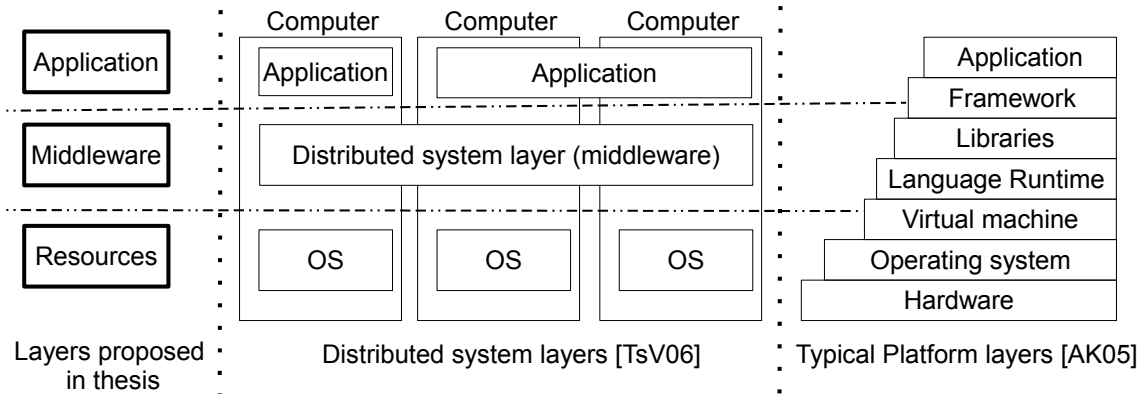 Application
Middleware
Resources
Layers proposed
in thesis
Computer
Computer
Computer
Application
Application
Distributed system layer (middleware)
OS
OS
OS
Distributed system layers [TsV06]
Application
Framework
Libraries
Language Runtime
Virtual machine
Operating system
Hardware
Typical Platform layers [AK05]